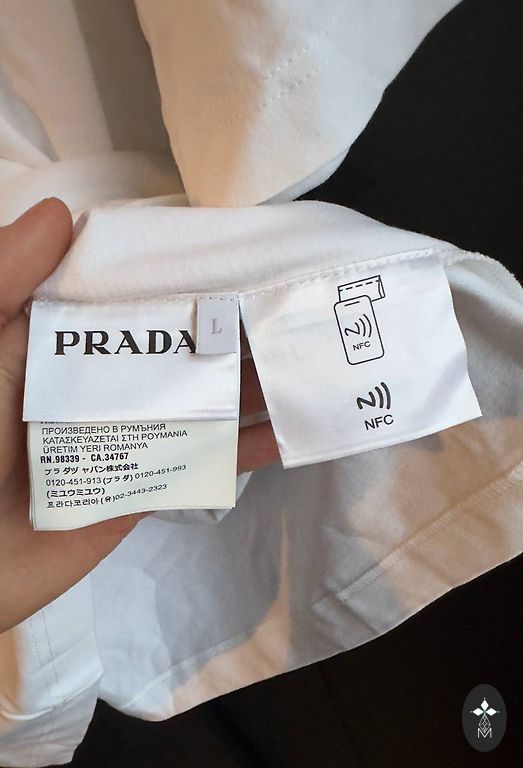 PRADA
L
ПРОИЗВЕДЕНО В РУМЪНИЯ
ΚΑΤΑΣΚΕΥΑΖΕΤΑΙ ΣΤΗ ΡΟΥΜΑΝΙΑ
ÜRETIM YERI ROMANYA
RN.98339 - CA.34767
プラダジャパン株式会社
0120-451-913 (プラダ) 0120-451-993
(ミュウミュウ)
프라다코리아(유)02-3443-2323
NFC
NFC
M